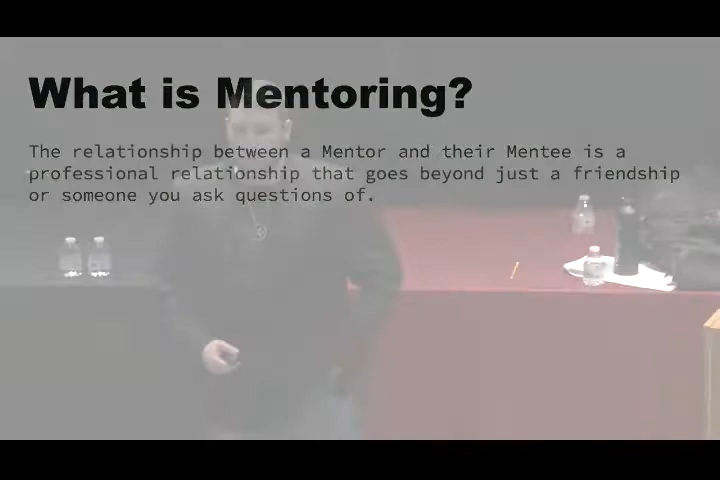 What is Mentoring?
The relationship between a Mentor and their Mentee is a
professional relationship that goes beyond just a friendship
or someone you ask questions of.